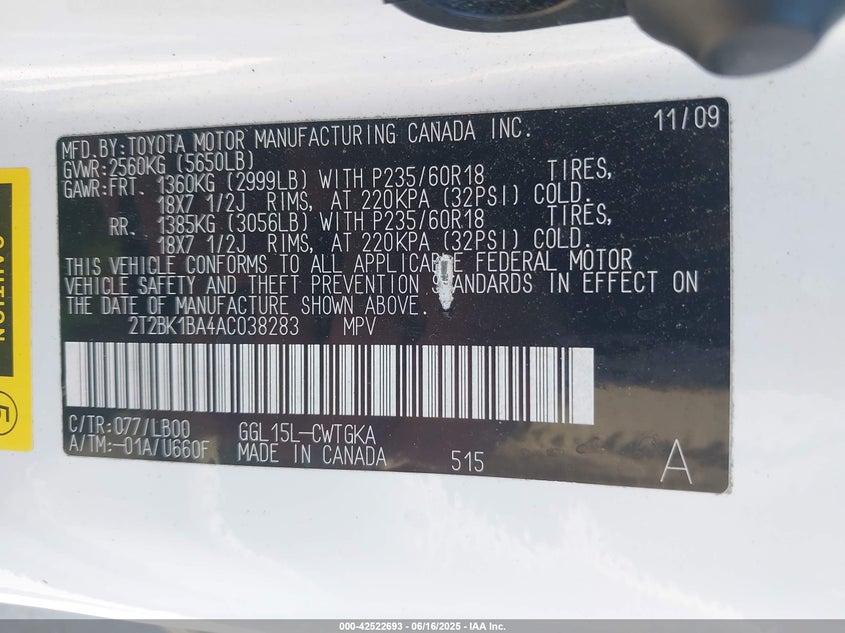 11/09
MFD.BY:TOYOTA MOTOR MANUFACTURING CANADA INC.
GVWR:2560KG (5650LB)
GAWR:FRT. 1360KG (2999LB) WITH P235/60R18 TIRES,
18X7 1/2J RIMS, AT 220KPA (32PSI) COLD.
RR. 1385KG (3056LB) WITH P235/60R18 TIRES,
18X7 1/2J RIMS, AT 220KPA (32PSI) COLD.
THIS VEHICLE CONFORMS TO ALL APPLICABLE FEDERAL MOTOR
VEHICLE SAFETY AND THEFT PREVENTION STANDARDS IN EFFECT ON
THE DATE OF MANUFACTURE SHOWN ABOVE.
2T2BK1BA4AC038283 MPV
C/TR:077/LB00 GGL15L-CWTGKA
A/TM:-01A/U660F MADE IN CANADA 515 A
CAUTION
000-42522693 - 06/16/2025 - IAA Inc.